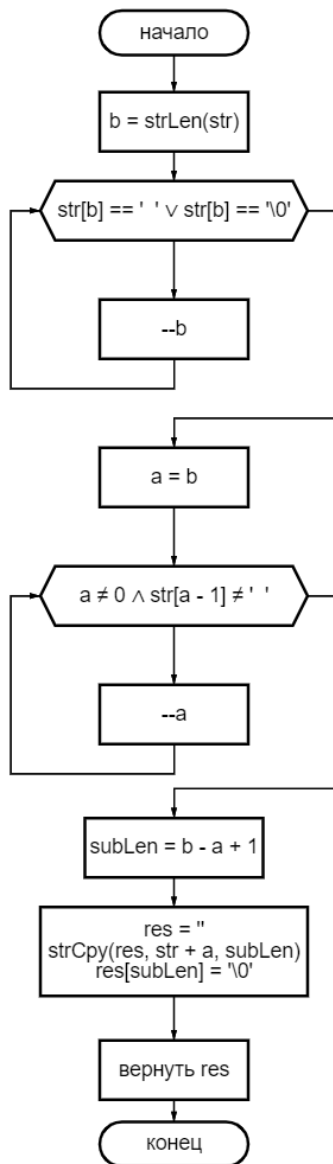 начало
b = strLen(str)
str[b] == ' ' ∨ str[b] == '\0'
--b
a = b
a ≠ 0 ∧ str[a - 1] ≠ ' '
--a
subLen = b - a + 1
res = ''
strCpy(res, str + a, subLen)
res[subLen] = '\0'
вернуть res
конец